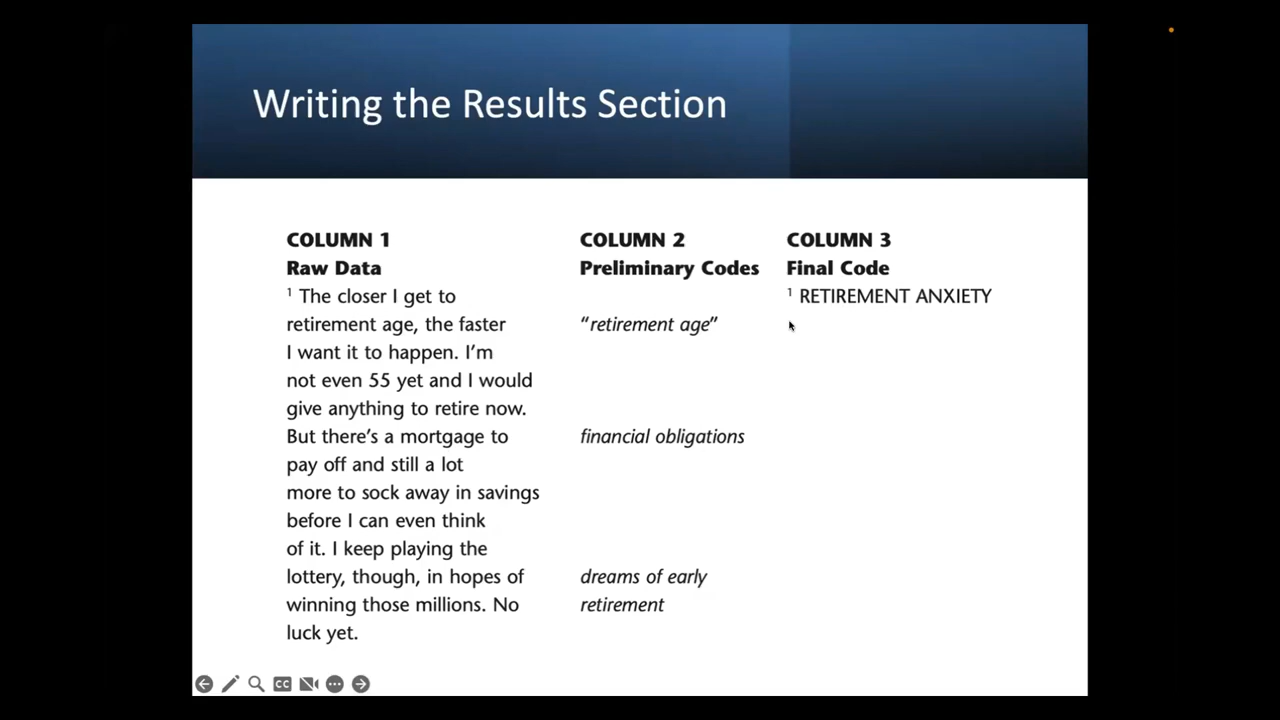 Writing the Results Section
COLUMN 1
Raw Data
¹ The closer I get to
retirement age, the faster
I want it to happen. I'm
not even 55 yet and I would
give anything to retire now.
But there's a mortgage to
pay off and still a lot
more to sock away in savings
before I can even think
of it. I keep playing the
lottery, though, in hopes of
winning those millions. No
luck yet.
COLUMN 2
Preliminary Codes
“retirement age”
financial obligations
dreams of early
retirement
COLUMN 3
Final Code
¹ RETIREMENT ANXIETY
CC